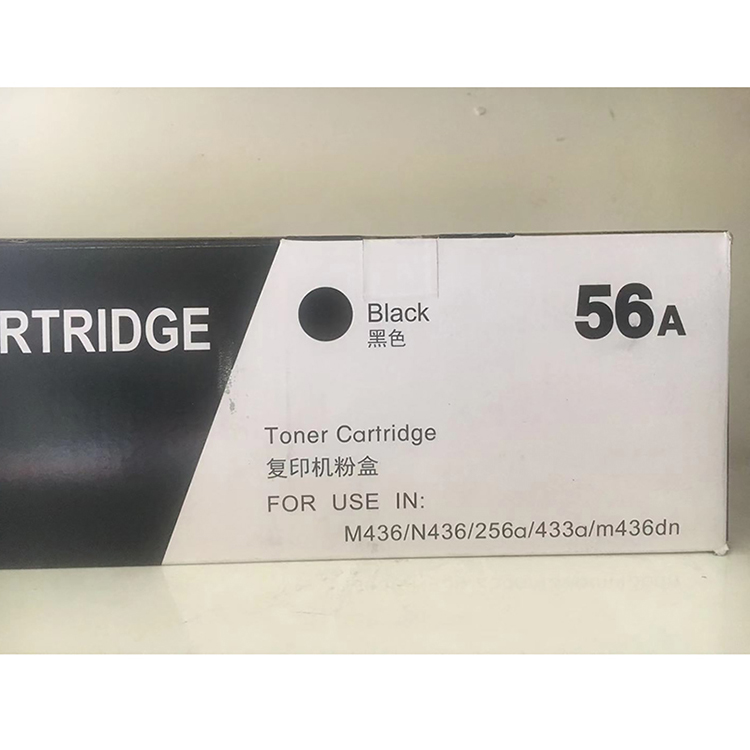 RTRIDGE
Black
黑色
56A
Toner Cartridge
复印机粉盒
FOR USE IN:
M436/N436/256a/433a/m436dn